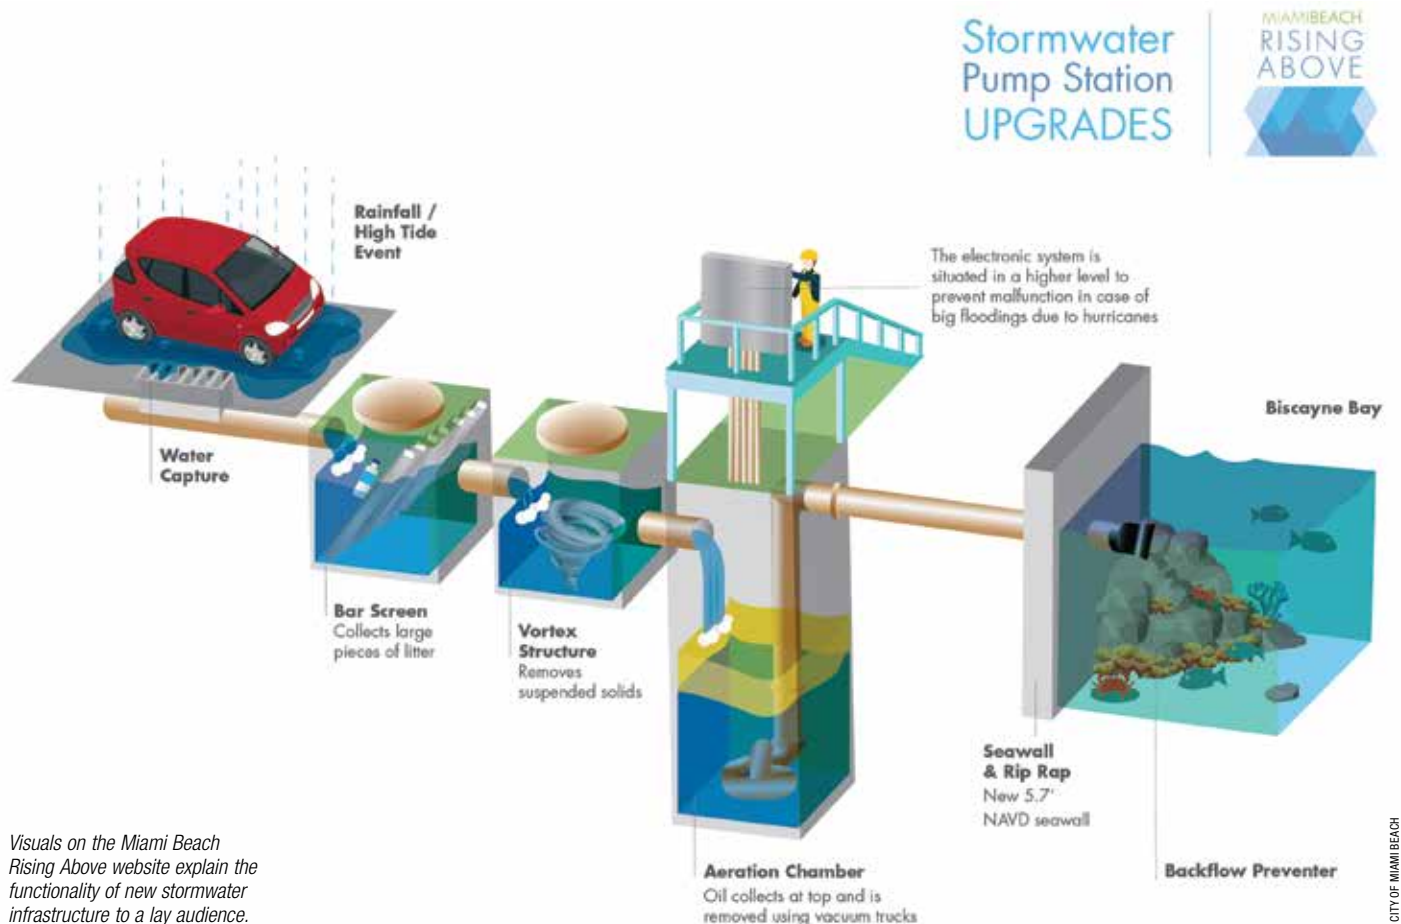 Stormwater
Pump Station
UPGRADES
MIAMIBEACH
RISING
ABOVE
Rainfall /
High Tide
Event
The electronic system is
situated in a higher level to
prevent malfunction in case of
big floodings due to hurricanes
Biscayne Bay
Water
Capture
Bar Screen
Collects large
pieces of litter
Vortex
Structure
Removes
suspended solids
Seawall
& Rip Rap
New 5.7'
NAVD seawall
Aeration Chamber
Oil collects at top and is
removed using vacuum trucks
Backflow Preventer
Visuals on the Miami Beach
Rising Above website explain the
functionality of new stormwater
infrastructure to a lay audience.
CITY OF MIAMI BEACH